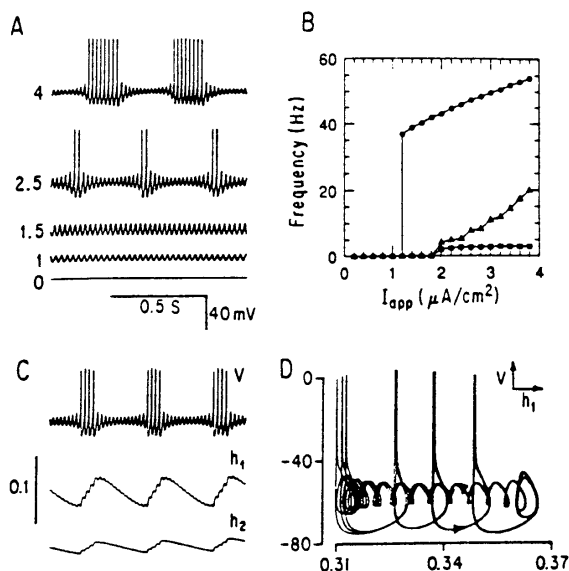 A
4
2.5
1.5
1
0
0.5 S
40 mV
B
Frequency (Hz)
60
40
20
0
0 1 2 3 4
I_app (μA/cm²)
C
V
0.1
h₁
h₂
D
V
h₁
0
-40
-80
0.31 0.34 0.37